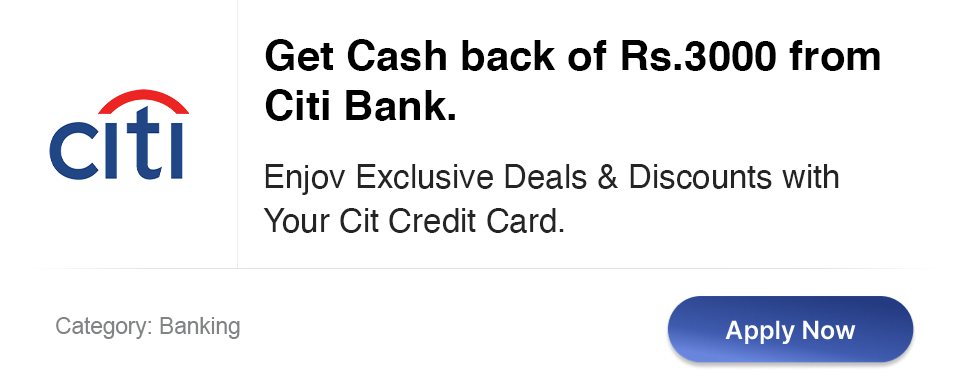 citi
Get Cash back of Rs.3000 from
Citi Bank.
Enjov Exclusive Deals & Discounts with
Your Cit Credit Card.
Category: Banking
Apply Now